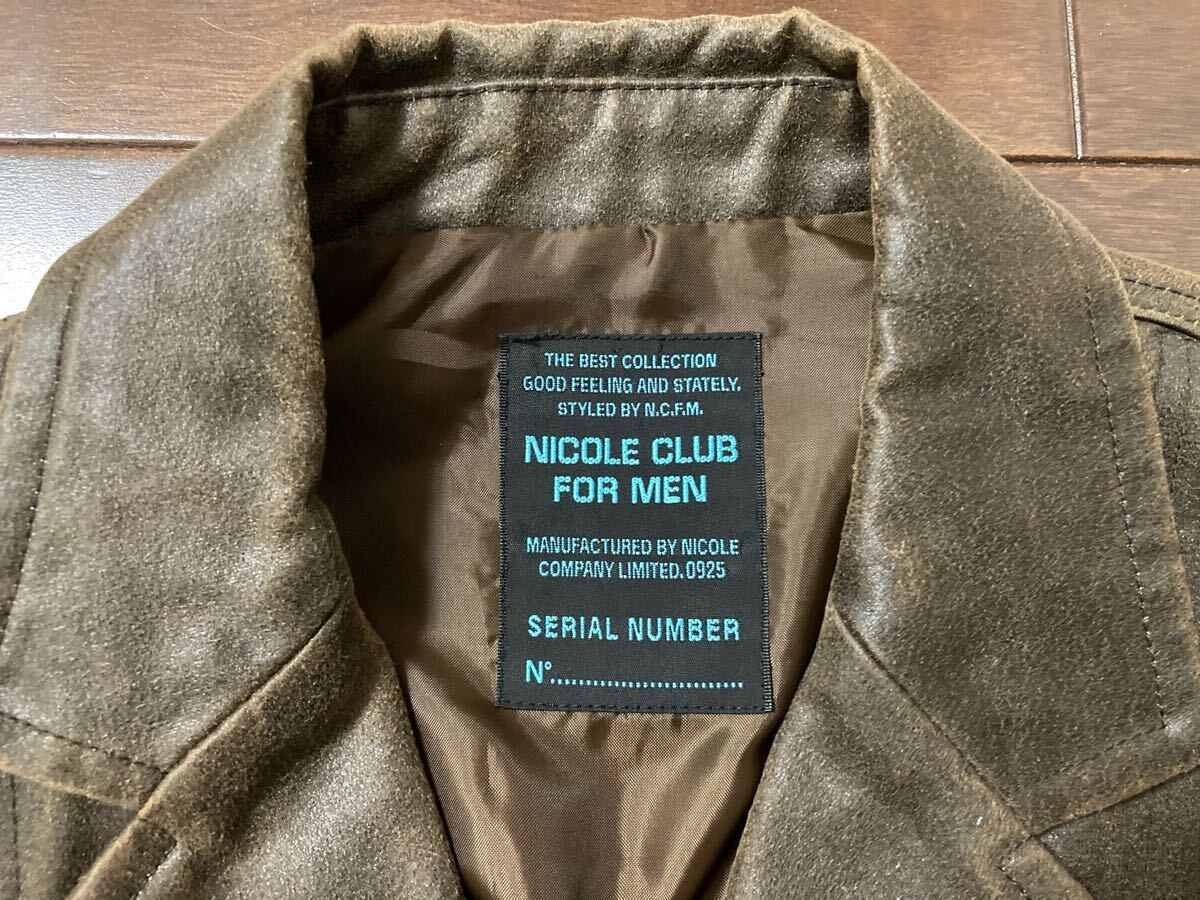 THE BEST COLLECTION
GOOD FEELING AND STATELY.
STYLED BY N.C.F.M.
NICOLE CLUB
FOR MEN
MANUFACTURED BY NICOLE
COMPANY LIMITED.0925
SERIAL NUMBER
N°...........................